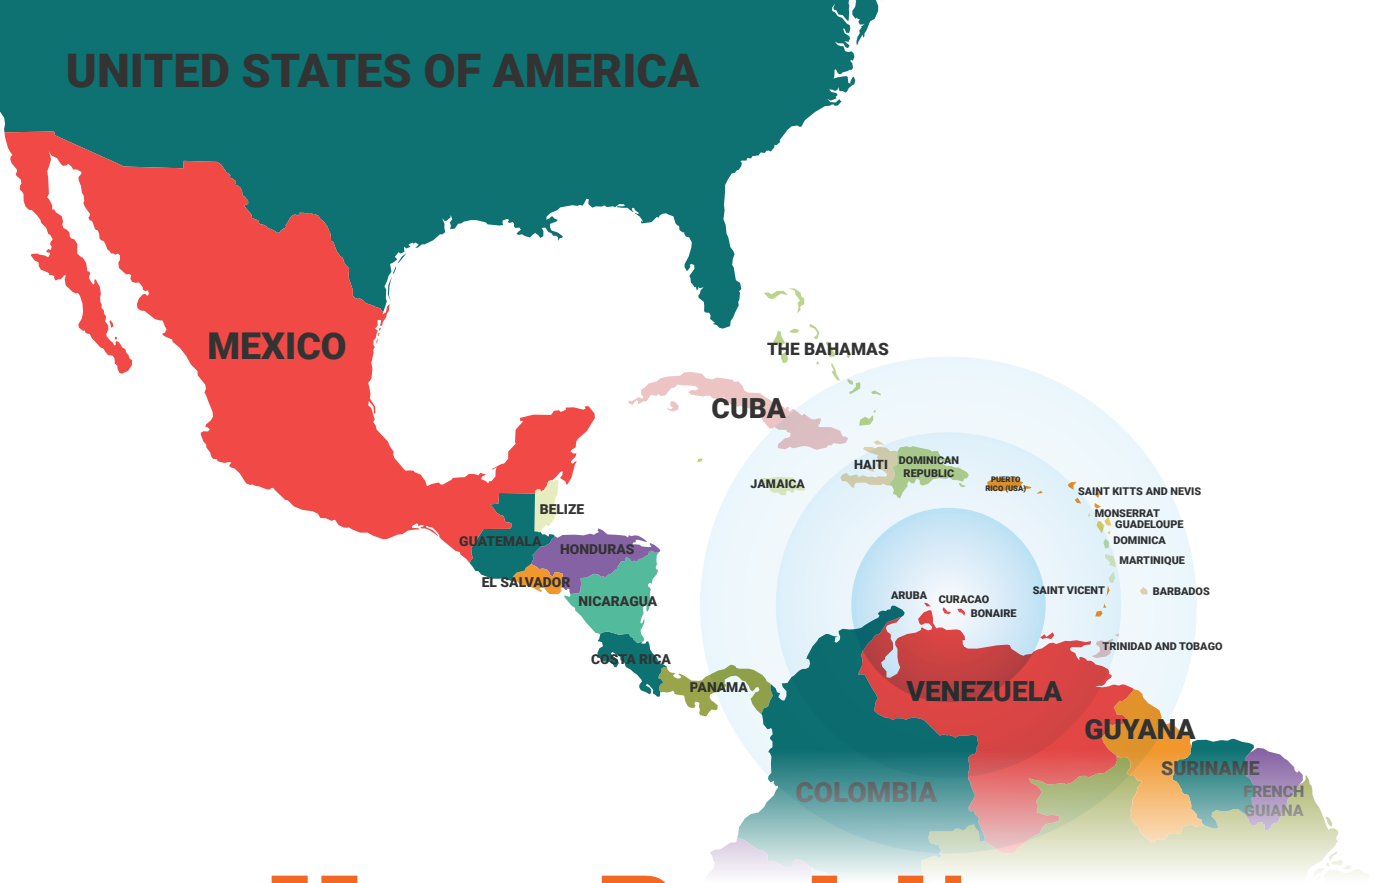 UNITED STATES OF AMERICA
MEXICO
THE BAHAMAS
CUBA
HAITI
DOMINICAN
REPUBLIC
JAMAICA
PUERTO
RICO (USA)
SAINT KITTS AND NEVIS
MONSERRAT
GUADELOUPE
DOMINICA
MARTINIQUE
SAINT VICENT
BARBADOS
BELIZE
GUATEMALA
HONDURAS
EL SALVADOR
NICARAGUA
ARUBA
CURACAO
BONAIRE
COSTA RICA
TRINIDAD AND TOBAGO
PANAMA
VENEZUELA
GUYANA
SURINAME
COLOMBIA
FRENCH
GUIANA